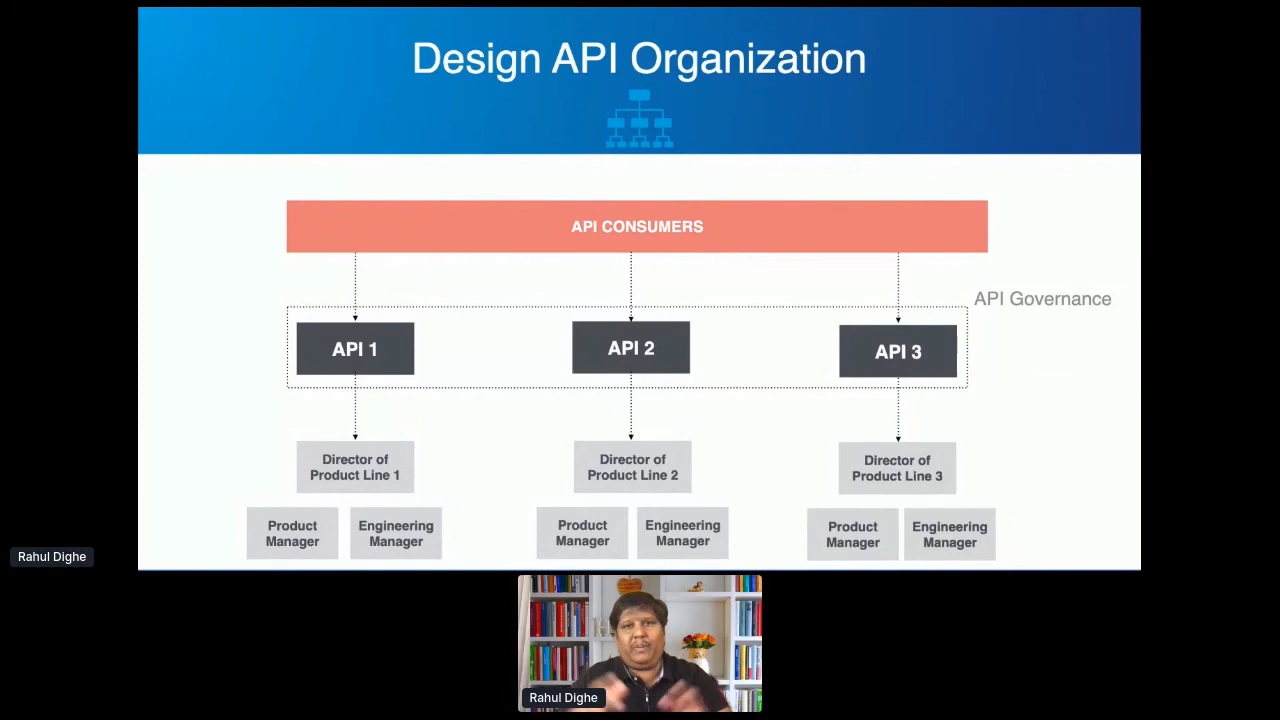 Design API Organization
API CONSUMERS
API Governance
API 1
API 2
API 3
Director of
Product Line 1
Director of
Product Line 2
Director of
Product Line 3
Product
Manager
Engineering
Manager
Product
Manager
Engineering
Manager
Product
Manager
Engineering
Manager
Rahul Dighe
Rahul Dighe